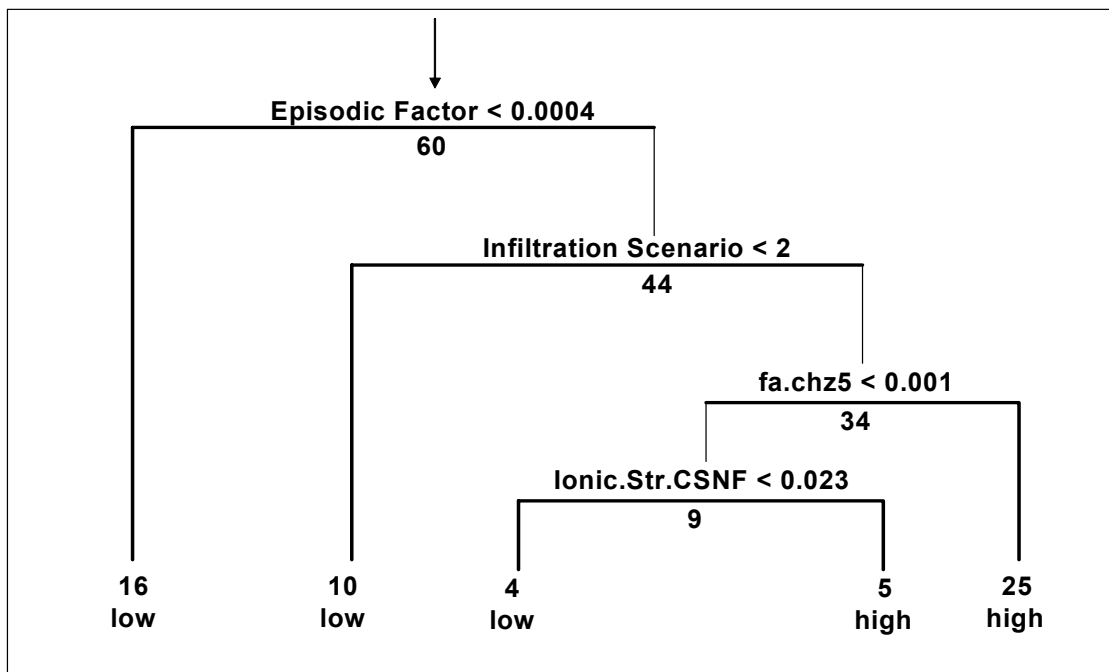 Episodic Factor < 0.0004
60
Infiltration Scenario < 2
44
fa.chz5 < 0.001
34
Ionic.Str.CSNF < 0.023
9
16 10 4 5 25
low low low high high